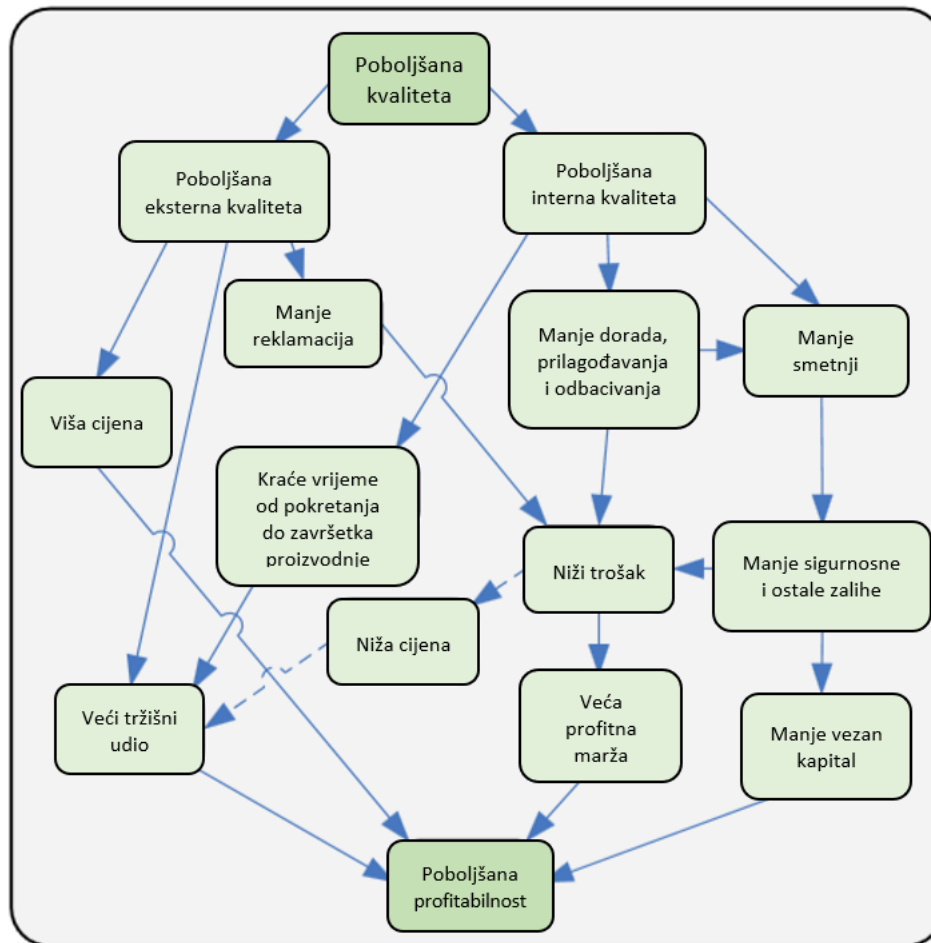 Poboljšana
kvaliteta
Poboljšana
eksterna kvaliteta
Poboljšana
interna kvaliteta
Manje
reklamacija
Manje dorada,
prilagođavanja
i odbacivanja
Manje
smetnji
Viša cijena
Kraće vrijeme
od pokretanja
do završetka
proizvodnje
Niži trošak
Manje sigurnosne
i ostale zalihe
Niža cijena
Veći tržišni
udio
Veća
profitna
marža
Manje vezan
kapital
Poboljšana
profitabilnost